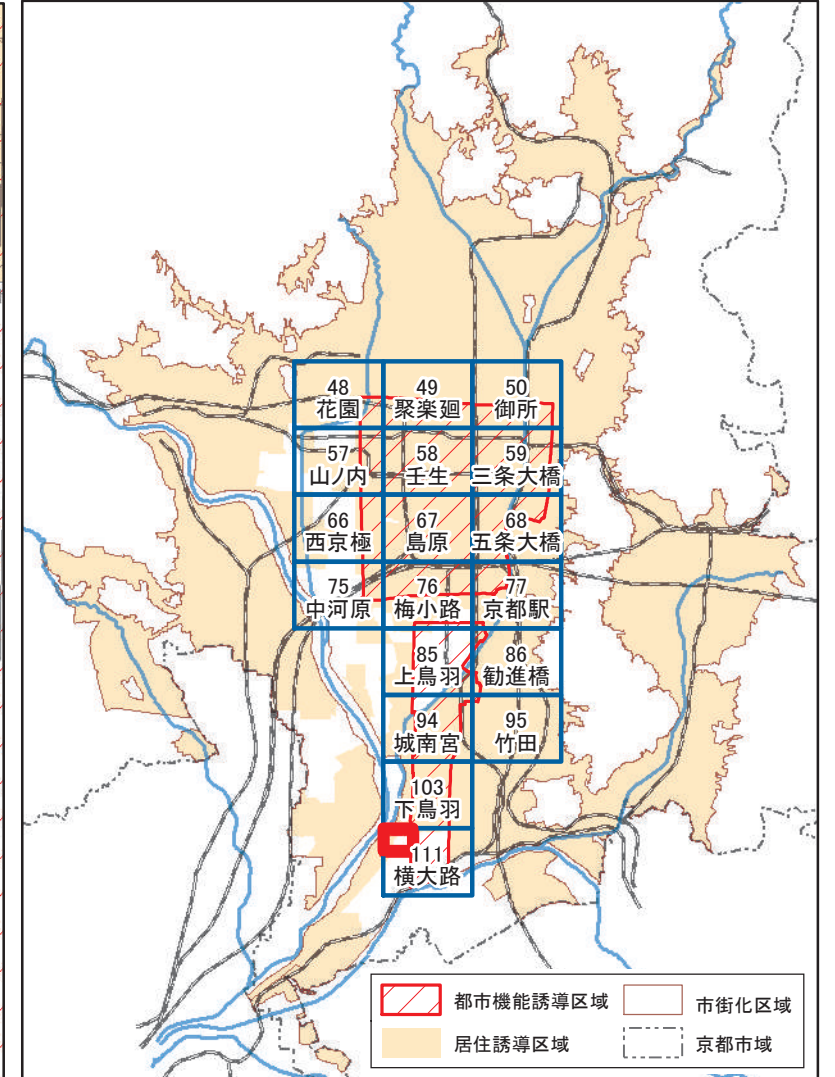 48
花園
49
聚楽廻
50
御所
57
山ノ内
58
壬生
59
三条大橋
66
西京極
67
島原
68
五条大橋
75
中河原
76
梅小路
77
京都駅
85
上鳥羽
86
勧進橋
94
城南宮
95
竹田
103
下鳥羽
111
横大路
都市機能誘導区域
市街化区域
居住誘導区域
京都市域